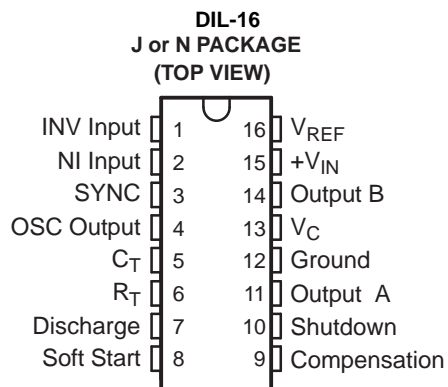 DIL-16
J or N PACKAGE
(TOP VIEW)
INV Input 1 16 VREF
NI Input 2 15 +VIN
SYNC 3 14 Output B
OSC Output 4 13 VC
CT 5 12 Ground
RT 6 11 Output A
Discharge 7 10 Shutdown
Soft Start 8 9 Compensation